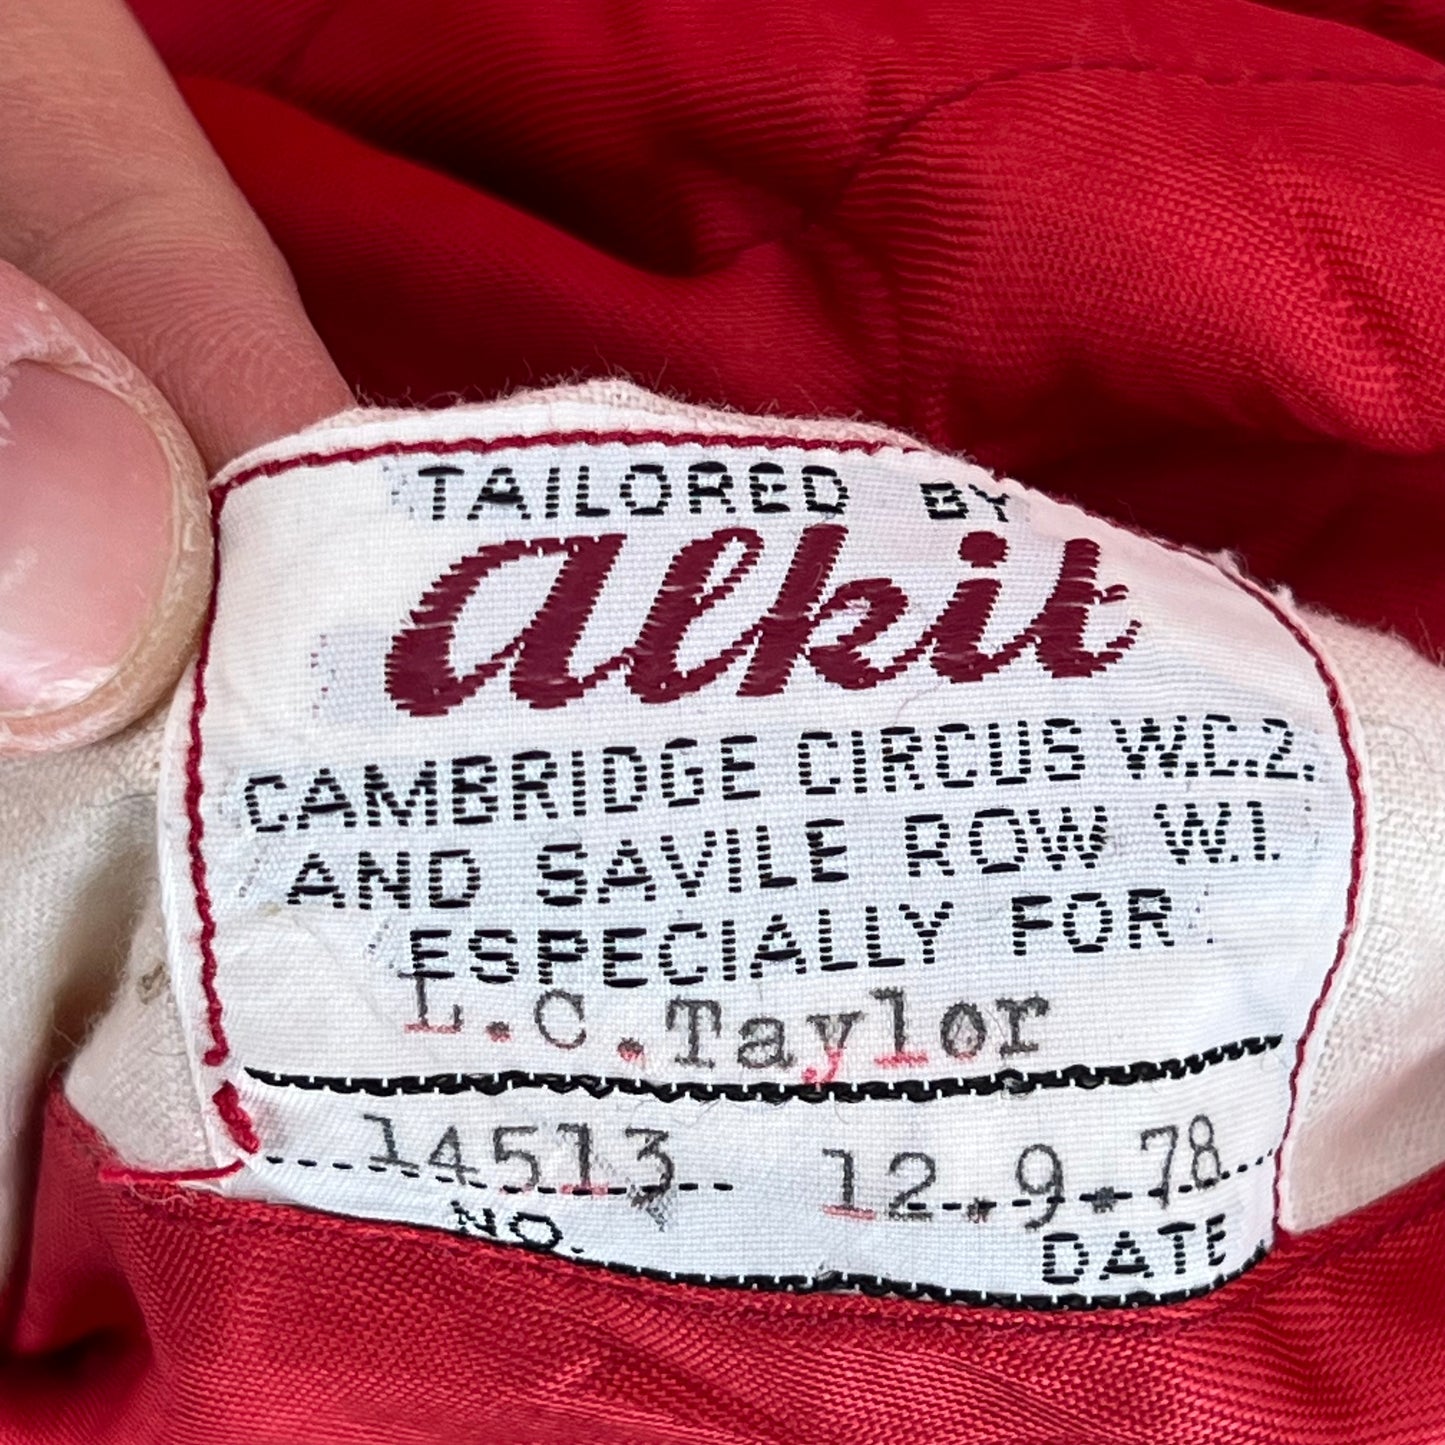 TAILORED BY
alkit
CAMBRIDGE CIRCUS W.C.2.
AND SAVILE ROW W.1.
ESPECIALLY FOR
L.C.Taylor
14513 12.9.78
NO. DATE